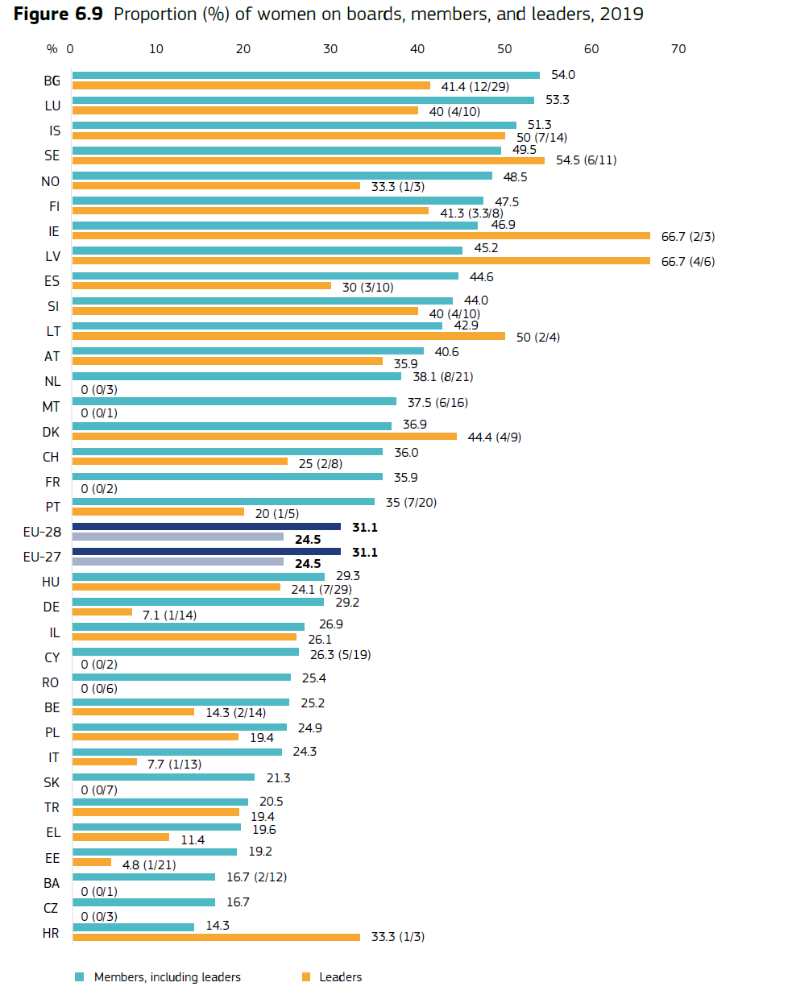 Figure 6.9 Proportion (%) of women on boards, members, and leaders, 2019
% 0 10 20 30 40 50 60 70
BG 54.0
41.4 (12/29)
LU 53.3
40 (4/10)
IS 51.3
50 (7/14)
SE 49.5
54.5 (6/11)
NO 48.5
33.3 (1/3)
FI 47.5
41.3 (3.3/8)
IE 46.9
66.7 (2/3)
LV 45.2
66.7 (4/6)
ES 44.6
30 (3/10)
SI 44.0
40 (4/10)
LT 42.9
50 (2/4)
AT 40.6
35.9
NL 38.1 (8/21)
0 (0/3)
MT 37.5 (6/16)
0 (0/1)
DK 36.9
44.4 (4/9)
CH 36.0
25 (2/8)
FR 35.9
0 (0/2)
PT 35 (7/20)
20 (1/5)
EU-28 31.1
24.5
EU-27 31.1
24.5
HU 29.3
24.1 (7/29)
DE 29.2
7.1 (1/14)
IL 26.9
26.1
CY 26.3 (5/19)
0 (0/2)
RO 25.4
0 (0/6)
BE 25.2
14.3 (2/14)
PL 24.9
19.4
IT 24.3
7.7 (1/13)
SK 21.3
0 (0/7)
TR 20.5
19.4
EL 19.6
11.4
EE 19.2
4.8 (1/21)
BA 16.7 (2/12)
0 (0/1)
CZ 16.7
0 (0/3)
HR 14.3
33.3 (1/3)
Members, including leaders Leaders